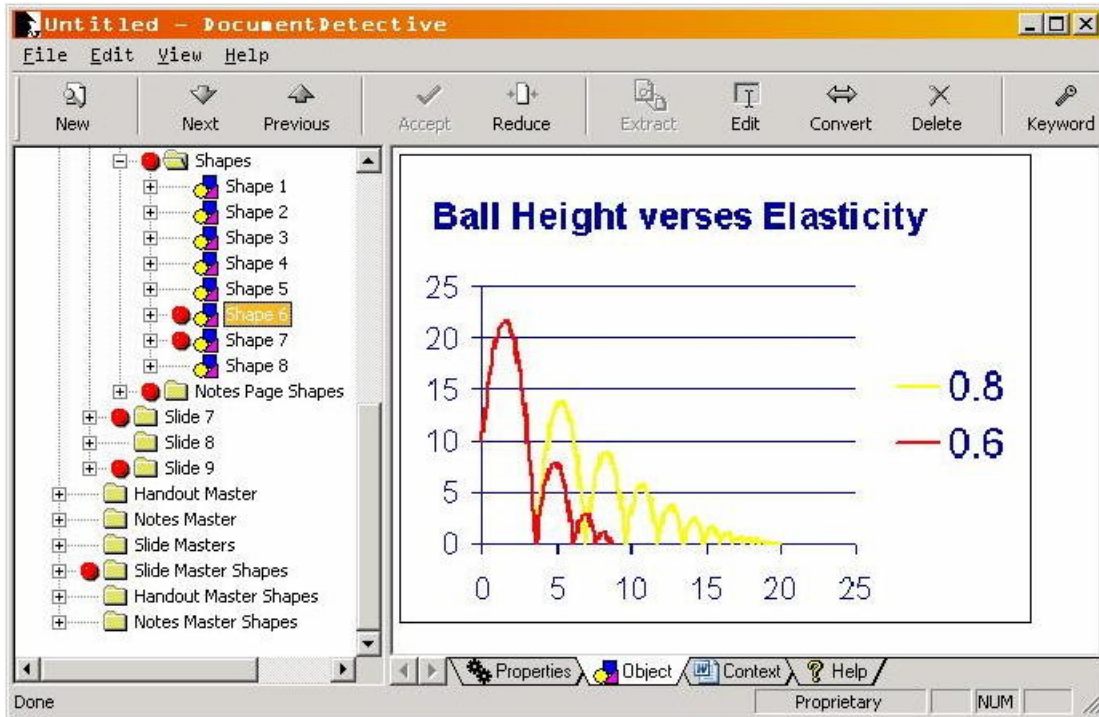 Untitled - DocumentDetective
File Edit View Help
New Next Previous Accept Reduce Extract Edit Convert Delete Keyword
Shapes
Shape 1
Shape 2
Shape 3
Shape 4
Shape 5
Shape 6
Shape 7
Shape 8
Notes Page Shapes
Slide 7
Slide 8
Slide 9
Handout Master
Notes Master
Slide Masters
Slide Master Shapes
Handout Master Shapes
Notes Master Shapes
Ball Height verses Elasticity
25
20
15
10
5
0
0 5 10 15 20 25
0.8
0.6
Properties Object Context Help
Done Proprietary NUM